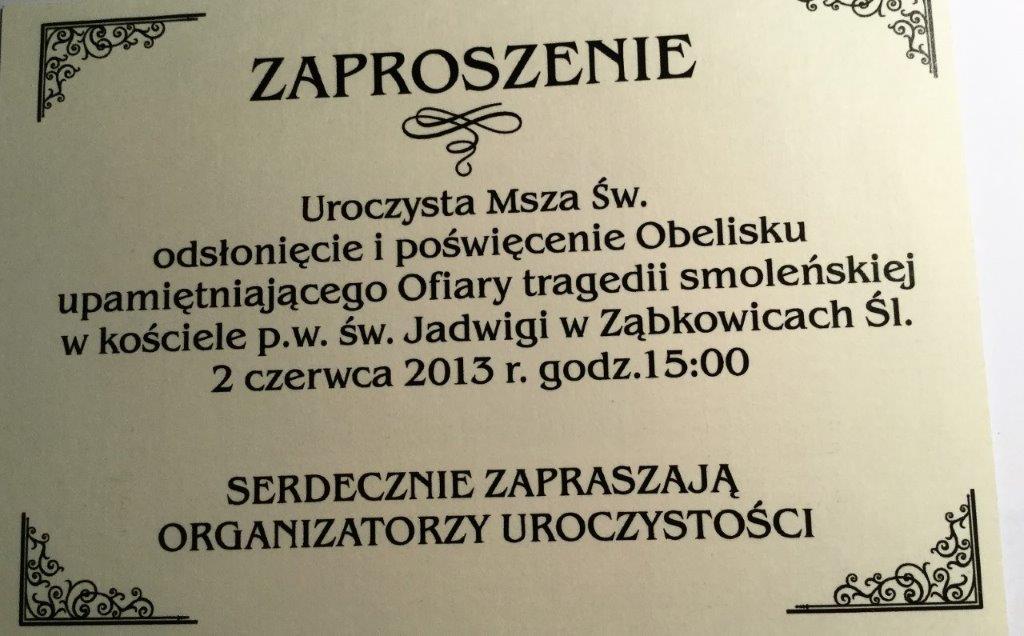 ZAPROSZENIE
Uroczysta Msza Św.
odsłonięcie i poświęcenie Obelisku
upamiętniającego Ofiary tragedii smoleńskiej
w kościele p.w. św. Jadwigi w Ząbkowicach Śl.
2 czerwca 2013 r. godz.15:00
SERDECZNIE ZAPRASZAJĄ
ORGANIZATORZY UROCZYSTOŚCI